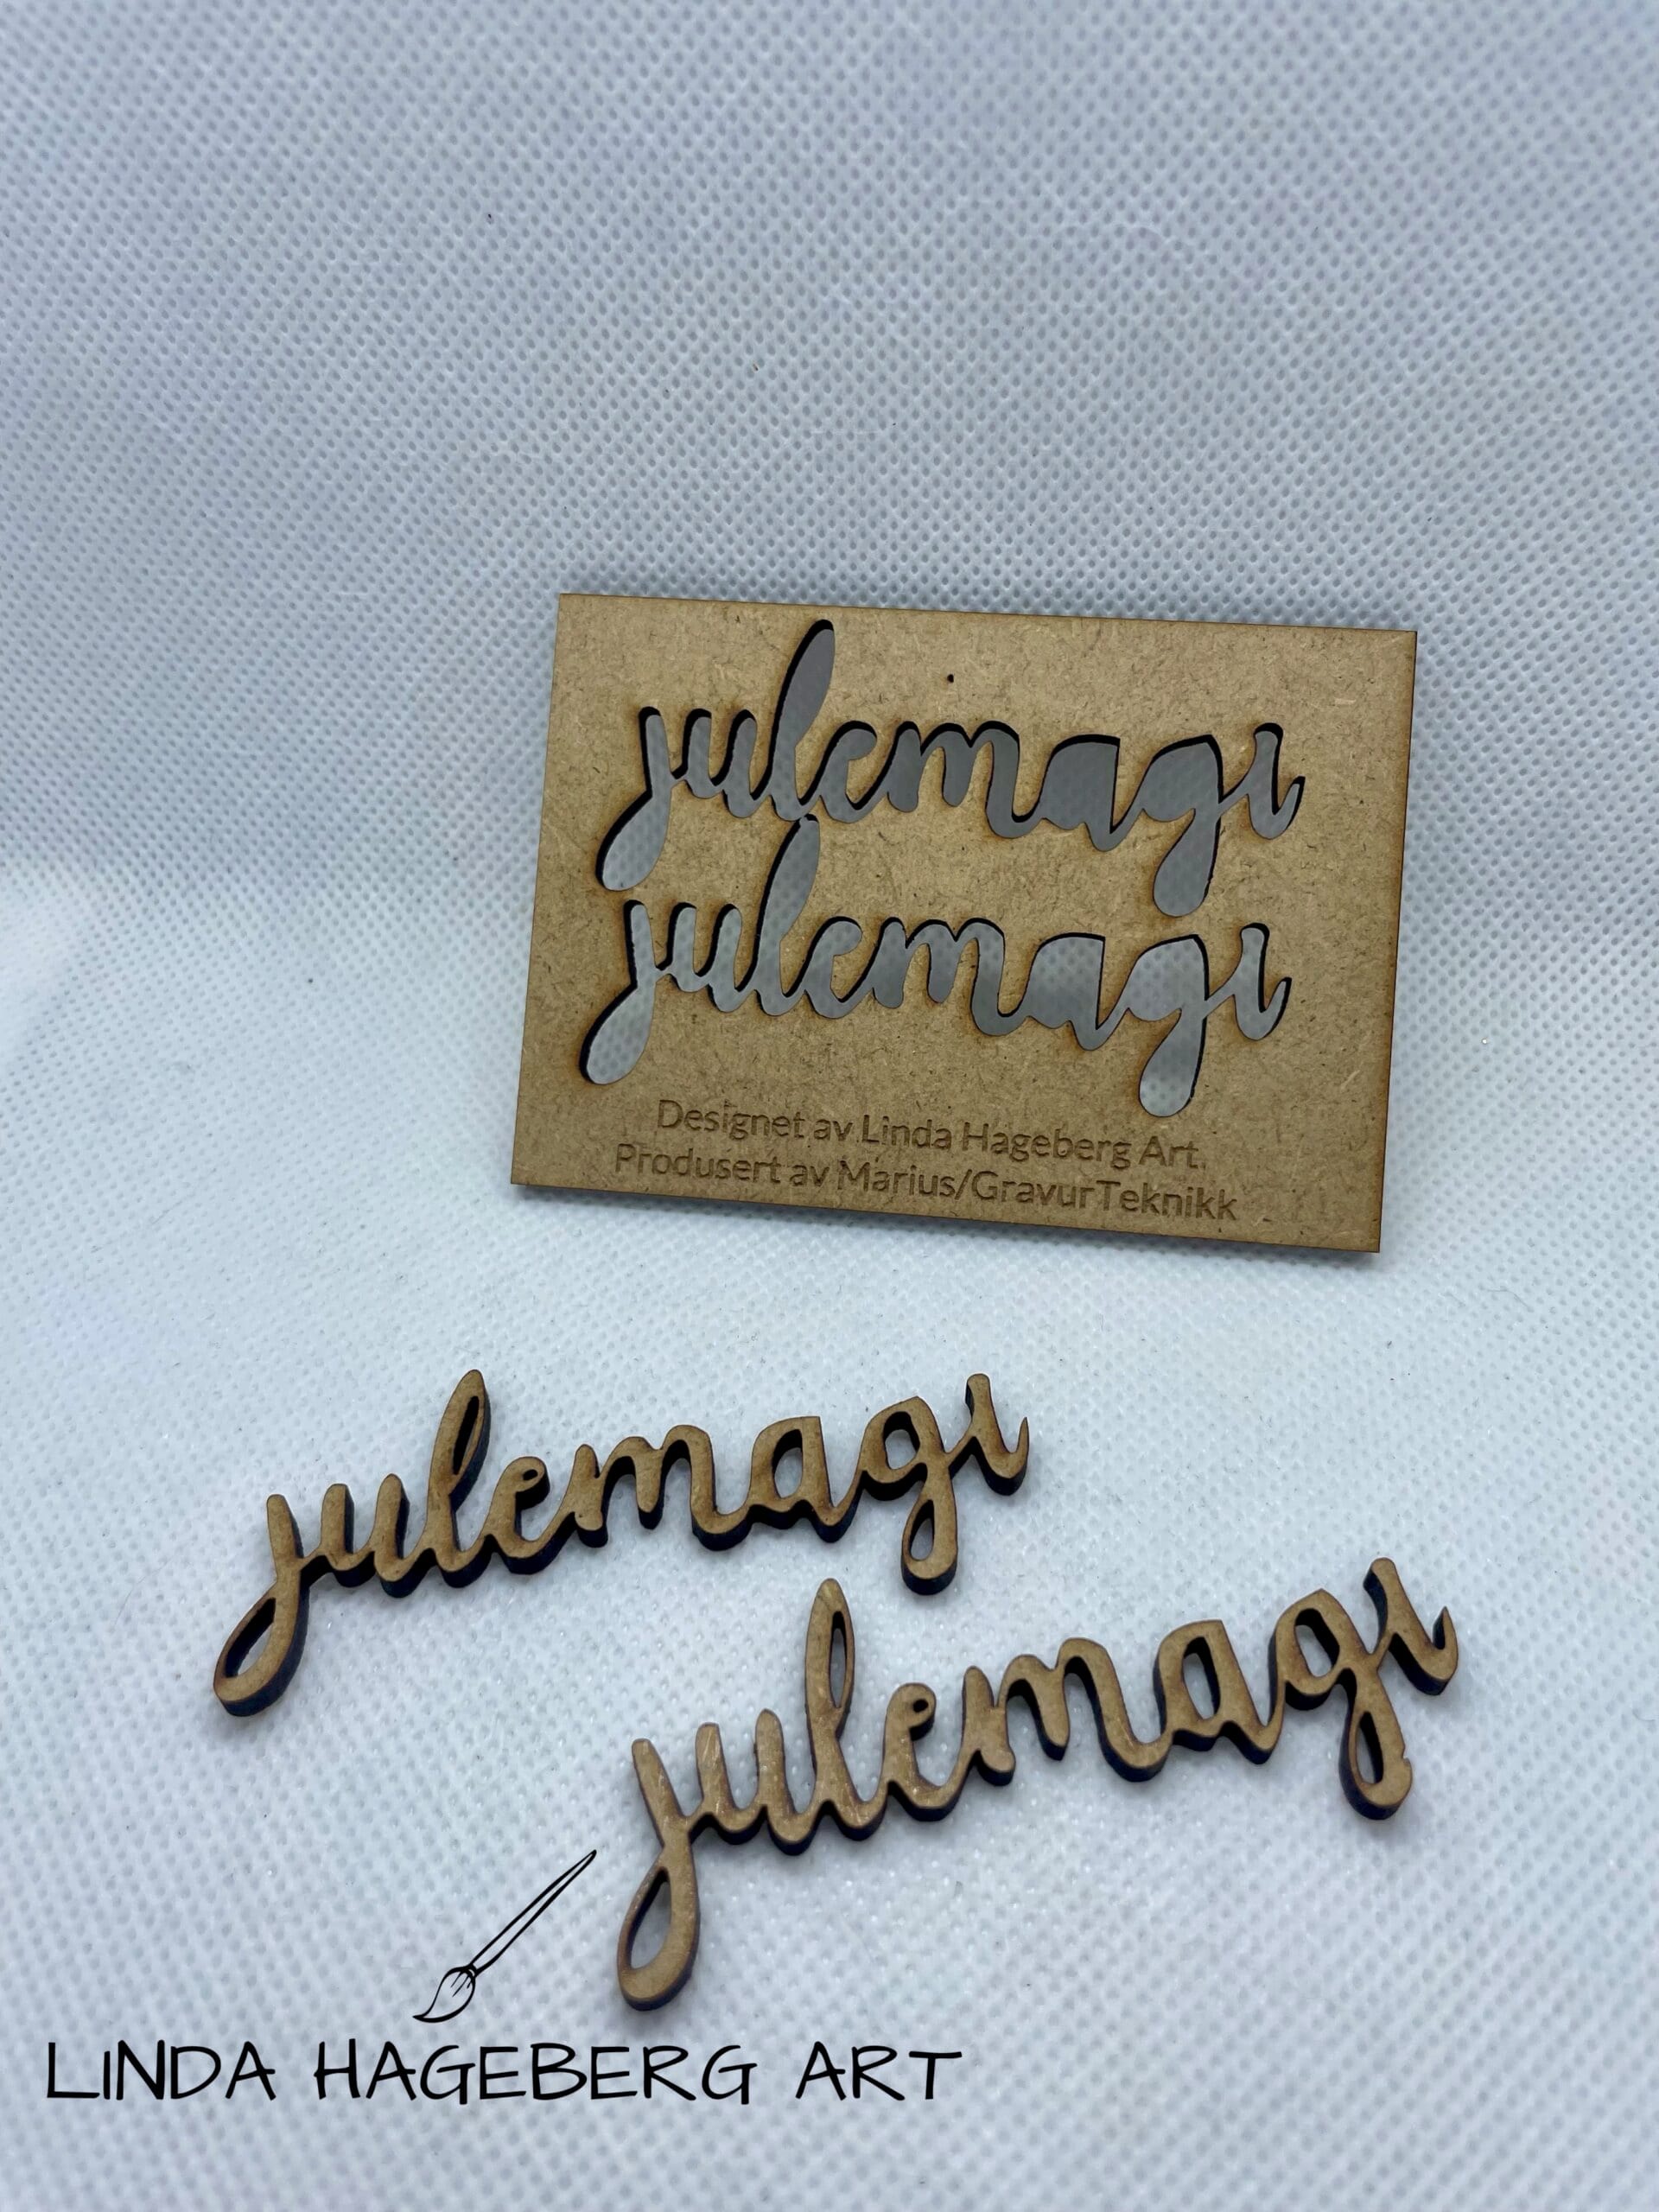 julemagi
julemagi
Designet av Linda Hageberg Art.
Produsert av Marius/GravurTeknikk
julemagi
julemagi
LINDA HAGEBERG ART